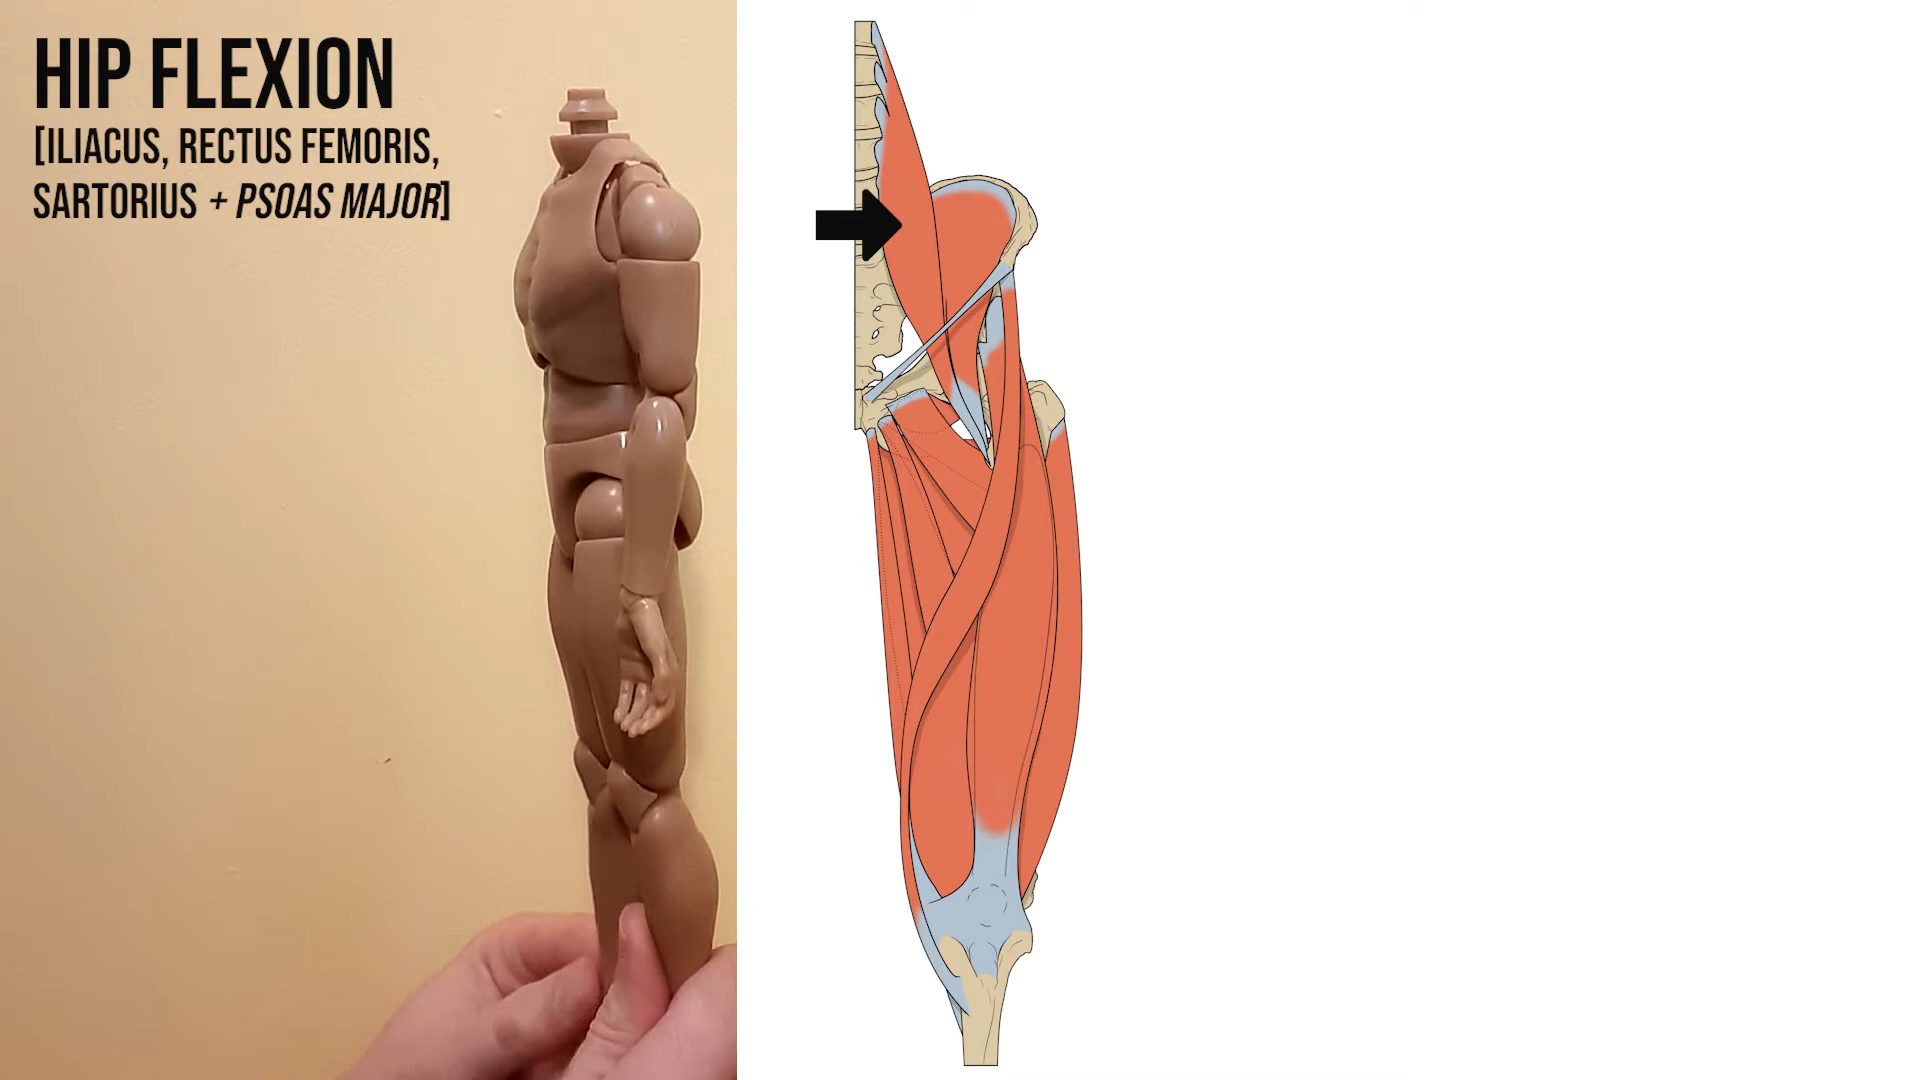 HIP FLEXION
[ILIACUS, RECTUS FEMORIS,
SARTORIUS + PSOAS MAJOR]